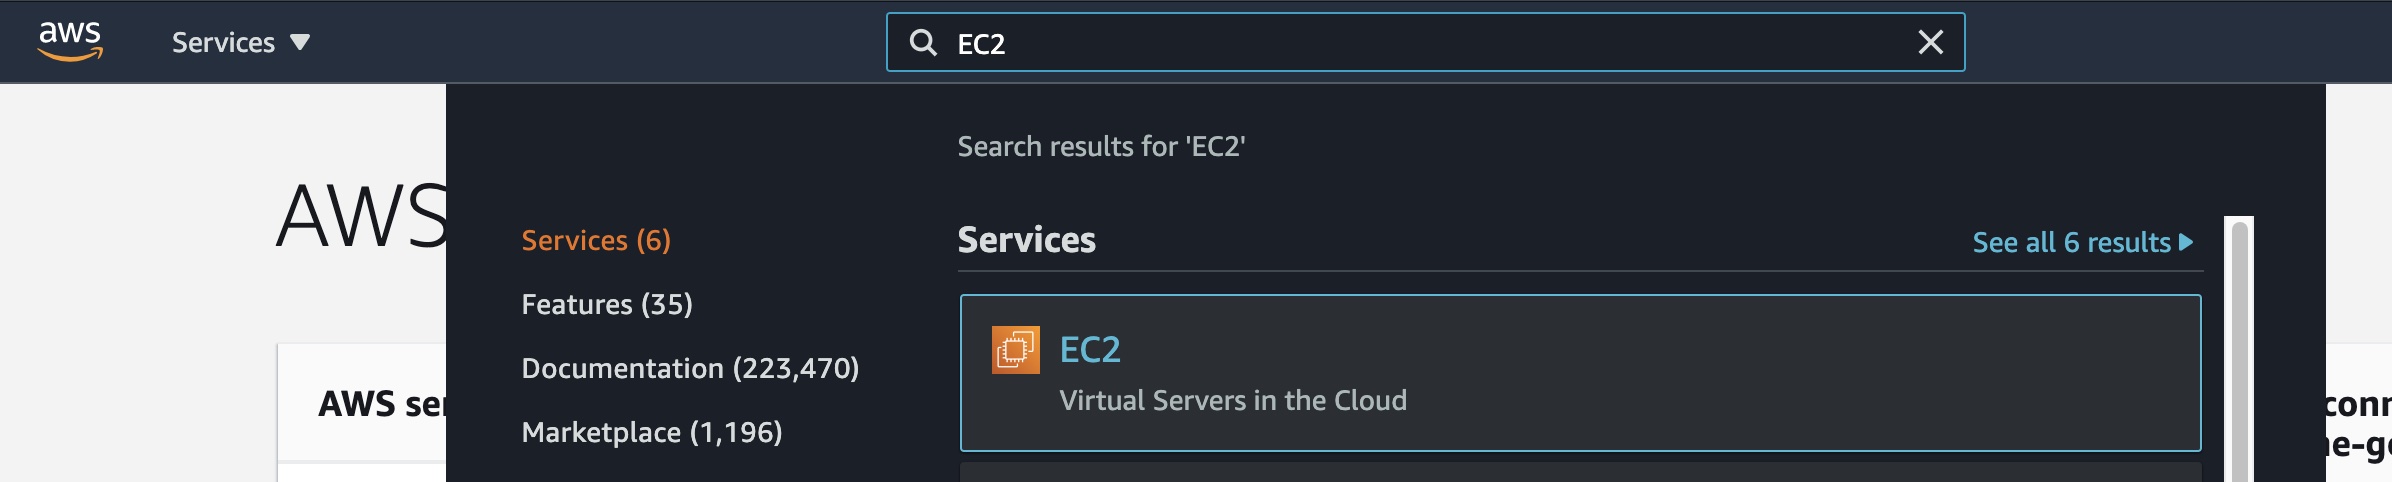 aws
Services
EC2
Search results for 'EC2'
AWS
Services (6)
Features (35)
Documentation (223,470)
Marketplace (1,196)
Services
See all 6 results
EC2
Virtual Servers in the Cloud
AWS